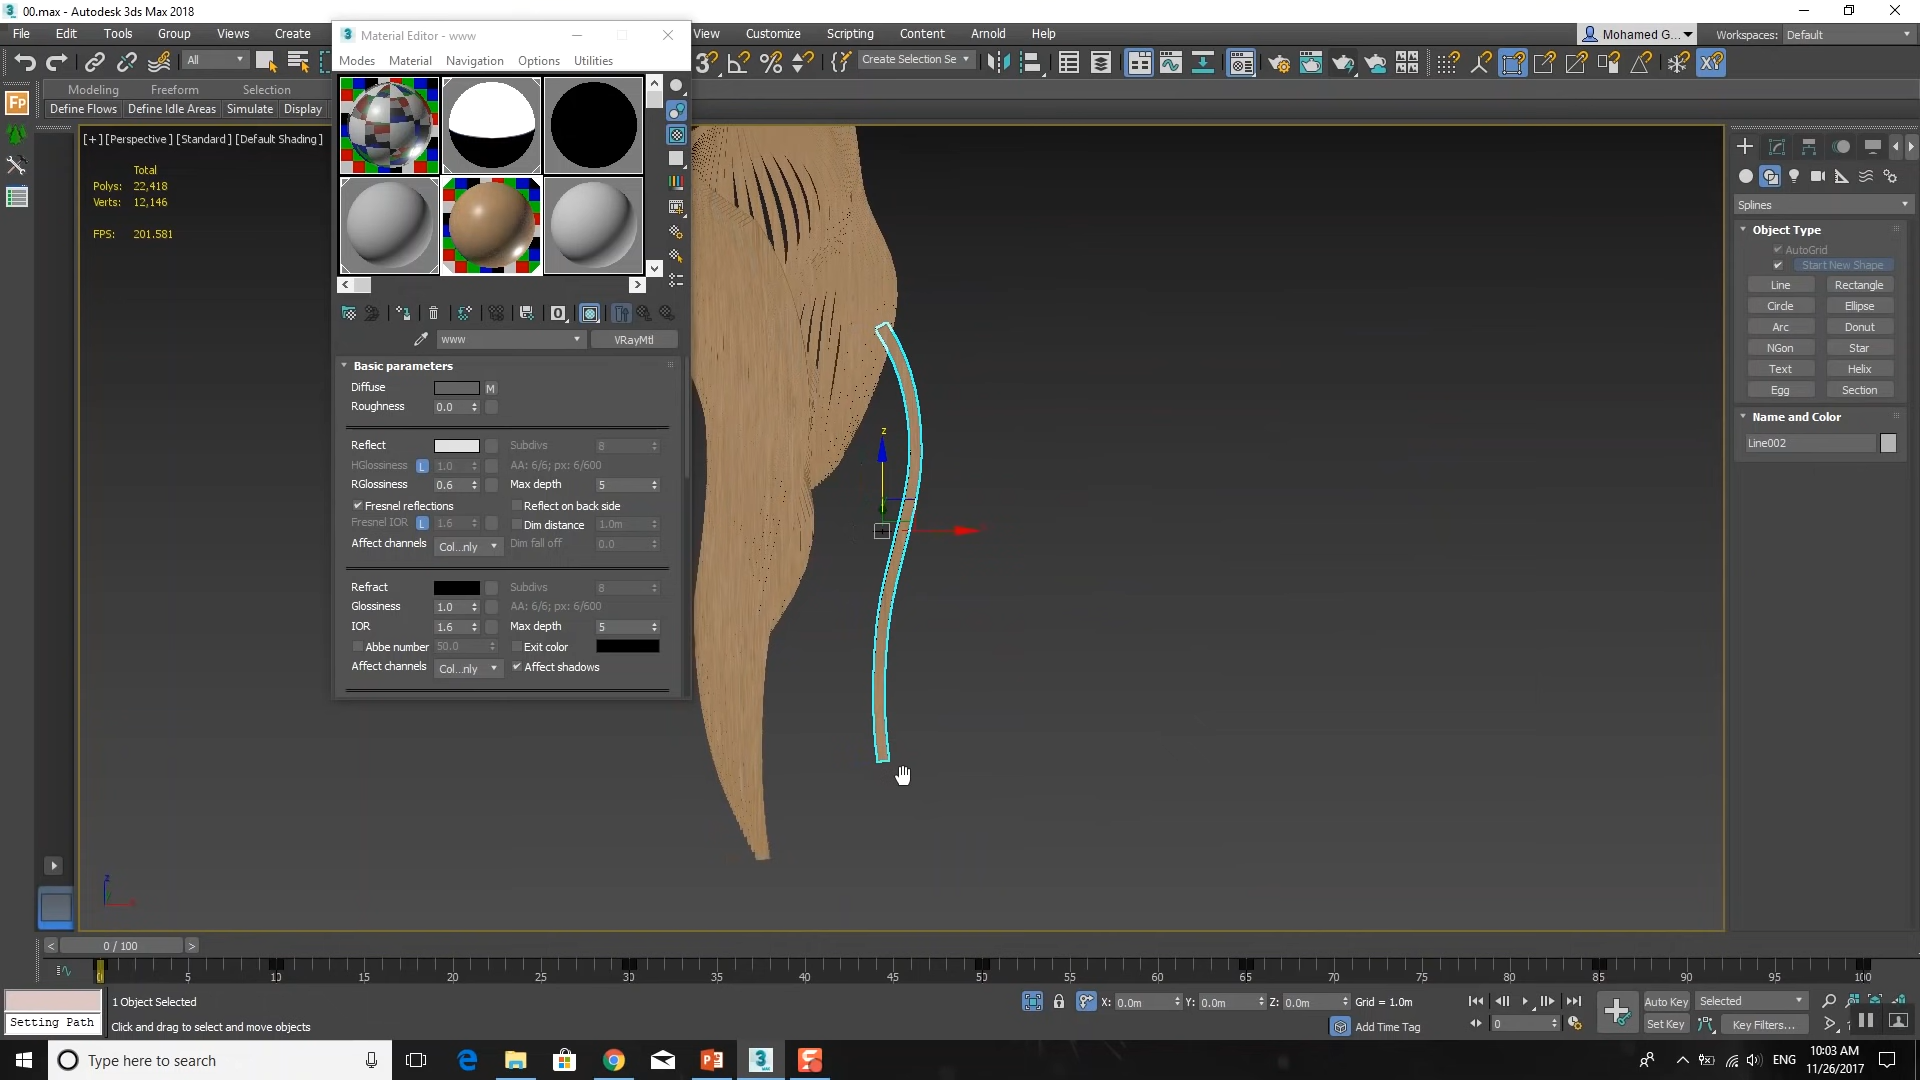 00.max - Autodesk 3ds Max 2018
File Edit Tools Group Views Create
Material Editor - www
View Customize Scripting Content Arnold Help
Mohamed G...
Workspaces: Default
All
Create Selection Se
Modes Material Navigation Options Utilities
Modeling Freeform Selection
Define Flows Define Idle Areas Simulate Display
[+] [Perspective ] [Standard ] [Default Shading ]
Total
Polys: 22,418
Verts: 12,146
FPS: 201.581
www
VRayMtl
Basic parameters
Diffuse M
Roughness 0.0
Reflect Subdivs 8
HGlossiness L 1.0 AA: 6/6; px: 6/600
RGlossiness 0.6 Max depth 5
Fresnel reflections Reflect on back side
Fresnel IOR L 1.6 Dim distance 1.0m
Affect channels Col...nly Dim fall off 0.0
Refract Subdivs 8
Glossiness 1.0 AA: 6/6; px: 6/600
IOR 1.6 Max depth 5
Abbe number 50.0 Exit color
Affect channels Col...nly Affect shadows
z
z
Splines
Object Type
AutoGrid
Start New Shape
Line Rectangle
Circle Ellipse
Arc Donut
NGon Star
Text Helix
Egg Section
Name and Color
Line002
0 / 100
0 5 10 15 20 25 30 35 40 45 50 55 60 65 70 75 80 85 90 95 100
1 Object Selected
Setting Path
Click and drag to select and move objects
X: 0.0m Y: 0.0m Z: 0.0m Grid = 1.0m
Add Time Tag
0
Auto Key Selected
Set Key Key Filters...
Type here to search
ENG
10:03 AM
11/26/2017